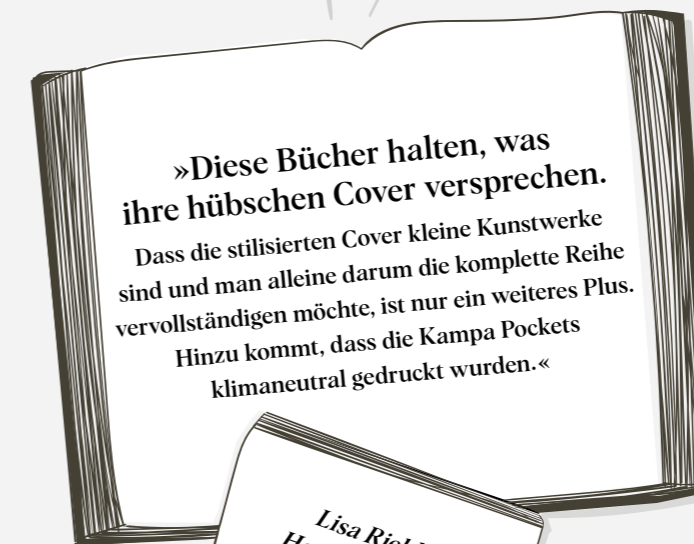 »Diese Bücher halten, was
ihre hübschen Cover versprechen.
Dass die stilisierten Cover kleine Kunstwerke
sind und man alleine darum die komplette Reihe
vervollständigen möchte, ist nur ein weiteres Plus.
Hinzu kommt, dass die Kampa Pockets
klimaneutral gedruckt wurden.«
Lisa